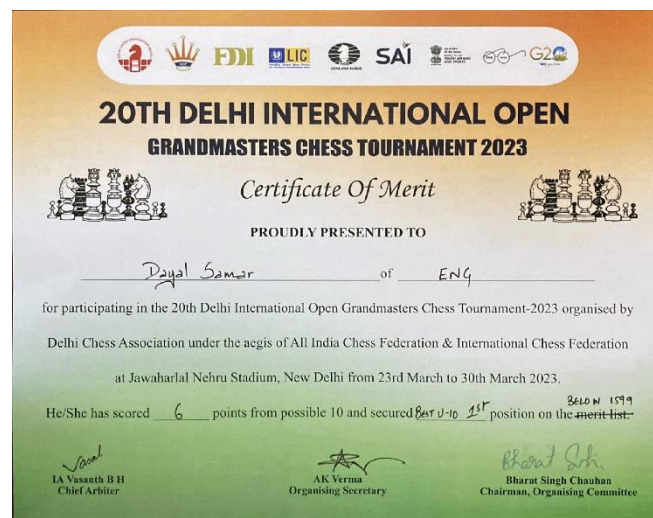 FIDI LIC SAI G20
20TH DELHI INTERNATIONAL OPEN
GRANDMASTERS CHESS TOURNAMENT 2023
Certificate Of Merit
PROUDLY PRESENTED TO
Dayal Samar of ENG
for participating in the 20th Delhi International Open Grandmasters Chess Tournament-2023 organised by
Delhi Chess Association under the aegis of All India Chess Federation & International Chess Federation
at Jawaharlal Nehru Stadium, New Delhi from 23rd March to 30th March 2023.
BELOW 1599
He/She has scored 6 points from possible 10 and secured Best U-10 1st position on the merit list.
Vasal
IA Vasanth B H
Chief Arbiter
AK Verma
Organising Secretary
Bharat Singh Chauhan
Chairman, Organising Committee